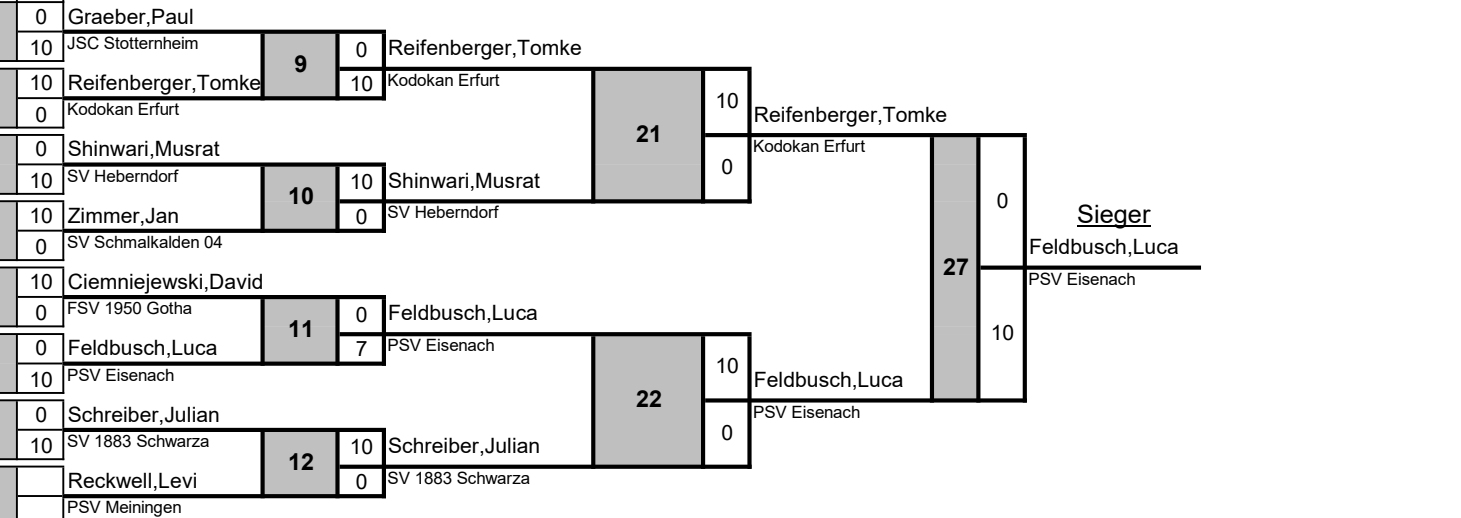 0 Graeber,Paul
10 JSC Stotternheim
9 0 Reifenberger,Tomke
10 Reifenberger,Tomke 10 Kodokan Erfurt
0 Kodokan Erfurt
21 10 Reifenberger,Tomke
0 Shinwari,Musrat 0 Kodokan Erfurt
10 SV Heberndorf
10 10 Shinwari,Musrat
10 Zimmer,Jan 0 SV Heberndorf
0 SV Schmalkalden 04
27 0 Sieger
10 Feldbusch,Luca
PSV Eisenach
10 Ciemniejewski,David
0 FSV 1950 Gotha
11 0 Feldbusch,Luca
0 Feldbusch,Luca 7 PSV Eisenach
10 PSV Eisenach
22 10 Feldbusch,Luca
0 PSV Eisenach
0 Schreiber,Julian
10 SV 1883 Schwarza
12 10 Schreiber,Julian
0 SV 1883 Schwarza
Reckwell,Levi
PSV Meiningen